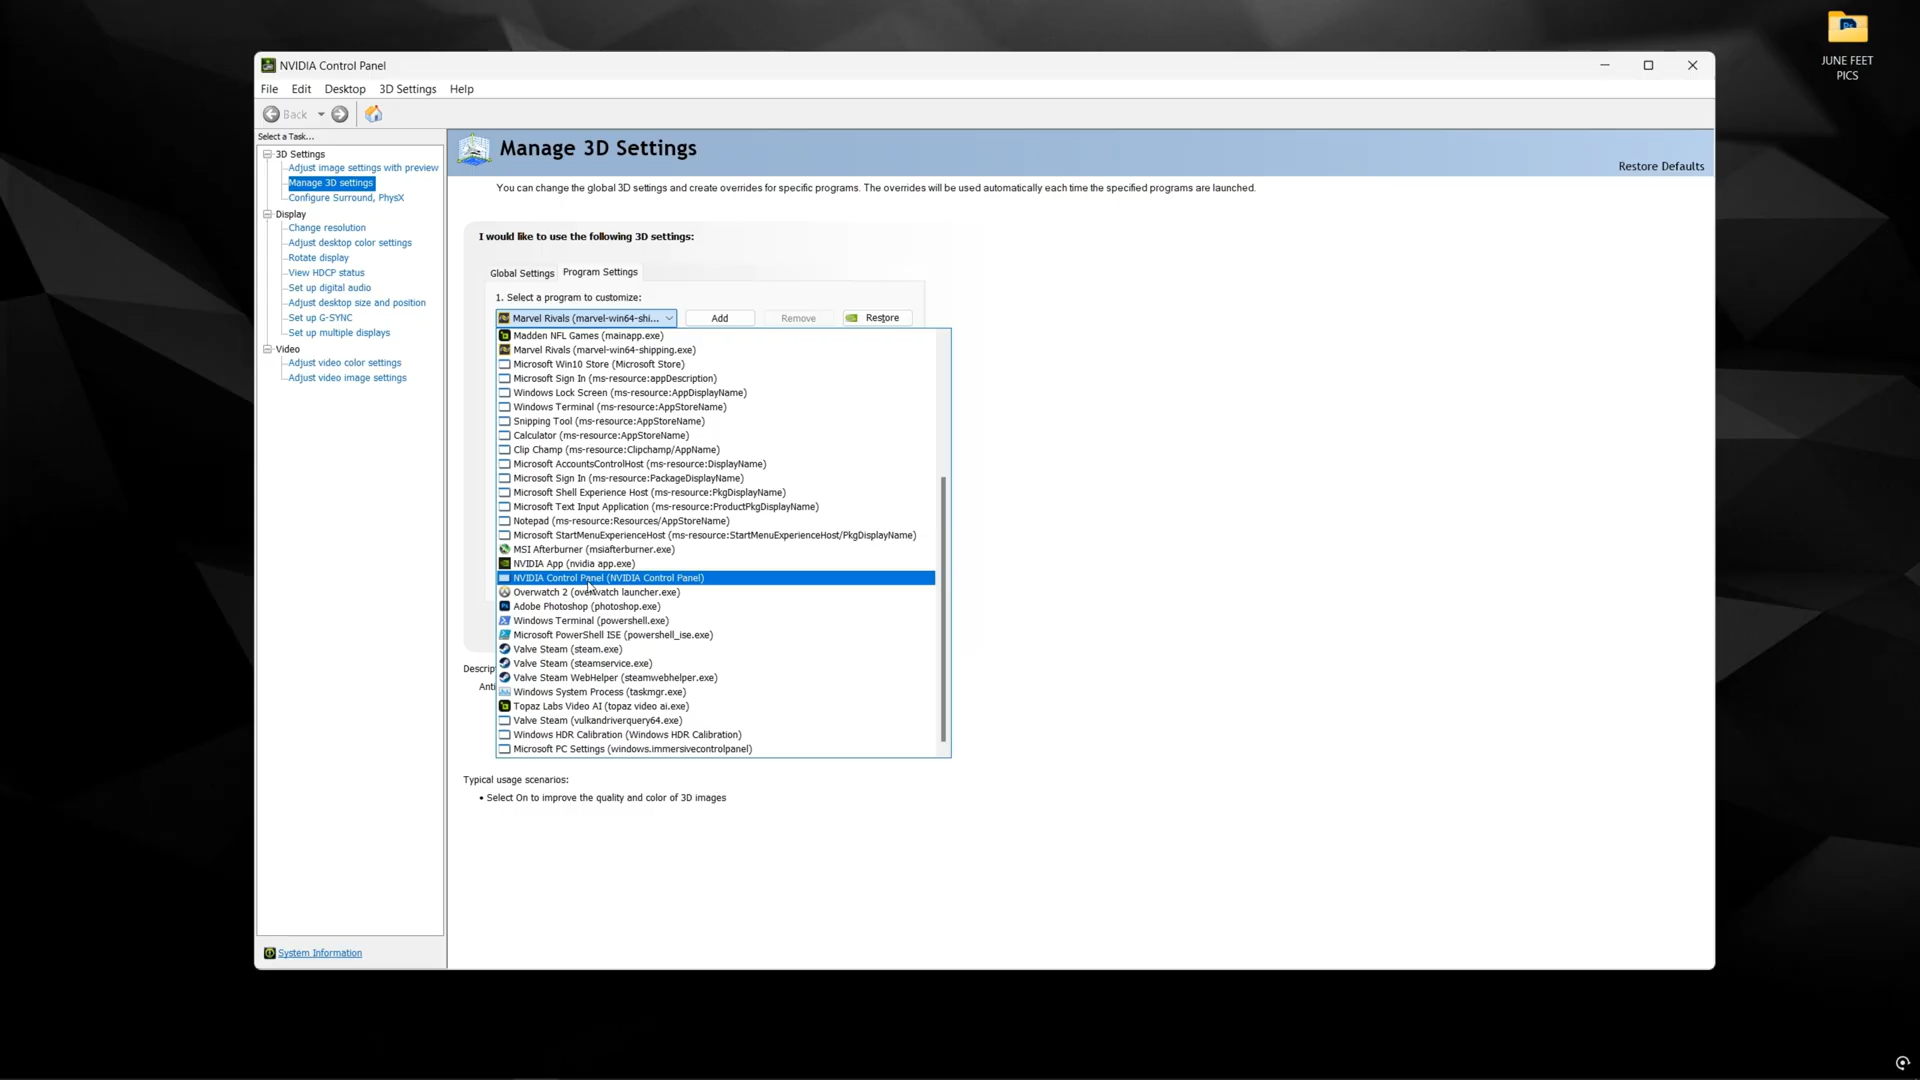 JUNE FEET
PICS
NVIDIA Control Panel
File Edit Desktop 3D Settings Help
Back
Select a Task...
3D Settings
Adjust image settings with preview
Manage 3D settings
Configure Surround, PhysX
Display
Change resolution
Adjust desktop color settings
Rotate display
View HDCP status
Set up digital audio
Adjust desktop size and position
Set up G-SYNC
Set up multiple displays
Video
Adjust video color settings
Adjust video image settings
System Information
Manage 3D Settings
Restore Defaults
You can change the global 3D settings and create overrides for specific programs. The overrides will be used automatically each time the specified programs are launched.
I would like to use the following 3D settings:
Global Settings Program Settings
1. Select a program to customize:
Marvel Rivals (marvel-win64-shi... Add Remove Restore
Madden NFL Games (mainapp.exe)
Marvel Rivals (marvel-win64-shipping.exe)
Microsoft Win10 Store (Microsoft Store)
Microsoft Sign In (ms-resource:appDescription)
Windows Lock Screen (ms-resource:AppDisplayName)
Windows Terminal (ms-resource:AppStoreName)
Snipping Tool (ms-resource:AppStoreName)
Calculator (ms-resource:AppStoreName)
Clip Champ (ms-resource:Clipchamp/AppName)
Microsoft AccountsControlHost (ms-resource:DisplayName)
Microsoft Sign In (ms-resource:PackageDisplayName)
Microsoft Shell Experience Host (ms-resource:PkgDisplayName)
Microsoft Text Input Application (ms-resource:ProductPkgDisplayName)
Notepad (ms-resource:Resources/AppStoreName)
Microsoft StartMenuExperienceHost (ms-resource:StartMenuExperienceHost/PkgDisplayName)
MSI Afterburner (msiafterburner.exe)
NVIDIA App (nvidia app.exe)
NVIDIA Control Panel (NVIDIA Control Panel)
Overwatch 2 (overwatch launcher.exe)
Adobe Photoshop (photoshop.exe)
Windows Terminal (powershell.exe)
Microsoft PowerShell ISE (powershell_ise.exe)
Valve Steam (steam.exe)
Valve Steam (steamservice.exe)
Valve Steam WebHelper (steamwebhelper.exe)
Windows System Process (taskmgr.exe)
Topaz Labs Video AI (topaz video ai.exe)
Valve Steam (vulkandriverquery64.exe)
Windows HDR Calibration (Windows HDR Calibration)
Microsoft PC Settings (windows.immersivecontrolpanel)
Descrip
Anti
Typical usage scenarios:
• Select On to improve the quality and color of 3D images